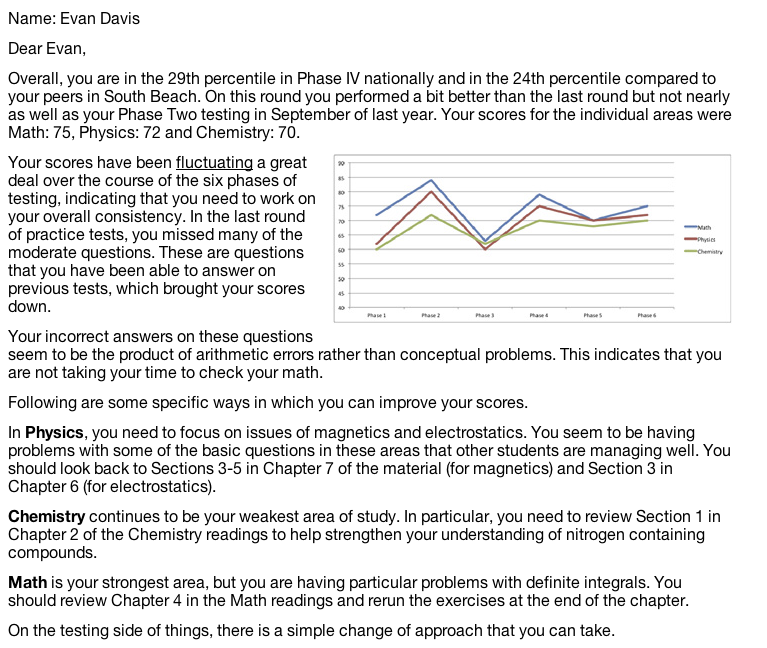 Name: Evan Davis
Dear Evan,
Overall, you are in the 29th percentile in Phase IV nationally and in the 24th percentile compared to
your peers in South Beach. On this round you performed a bit better than the last round but not nearly
as well as your Phase Two testing in September of last year. Your scores for the individual areas were
Math: 75, Physics: 72 and Chemistry: 70.
Your scores have been fluctuating a great
deal over the course of the six phases of
testing, indicating that you need to work on
your overall consistency. In the last round
of practice tests, you missed many of the
moderate questions. These are questions
that you have been able to answer on
previous tests, which brought your scores
down.
90
85
80
75
70
65
60
55
50
45
40
Phase 1 Phase 2 Phase 3 Phase 4 Phase 5 Phase 6
Math
Physics
Chemistry
Your incorrect answers on these questions
seem to be the product of arithmetic errors rather than conceptual problems. This indicates that you
are not taking your time to check your math.
Following are some specific ways in which you can improve your scores.
In Physics, you need to focus on issues of magnetics and electrostatics. You seem to be having
problems with some of the basic questions in these areas that other students are managing well. You
should look back to Sections 3-5 in Chapter 7 of the material (for magnetics) and Section 3 in
Chapter 6 (for electrostatics).
Chemistry continues to be your weakest area of study. In particular, you need to review Section 1 in
Chapter 2 of the Chemistry readings to help strengthen your understanding of nitrogen containing
compounds.
Math is your strongest area, but you are having particular problems with definite integrals. You
should review Chapter 4 in the Math readings and rerun the exercises at the end of the chapter.
On the testing side of things, there is a simple change of approach that you can take.